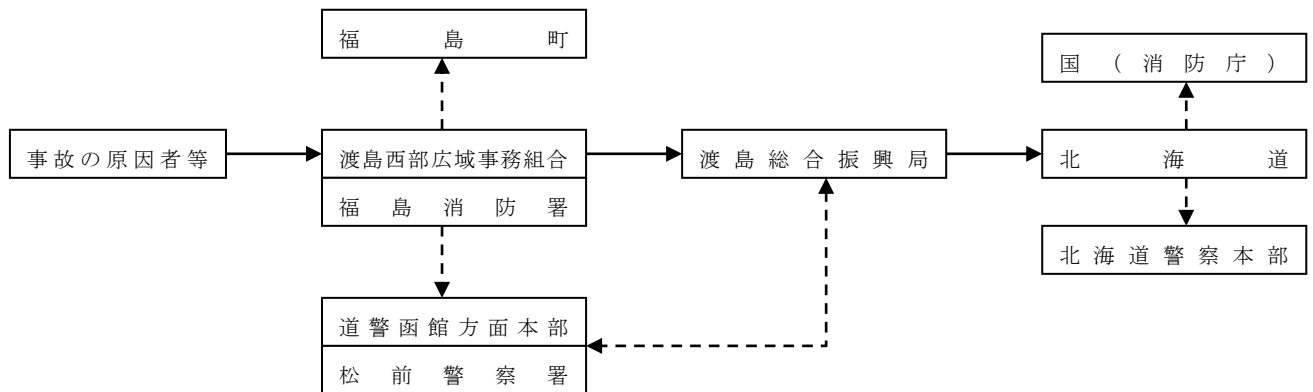 福島町
国（消防庁）
事故の原因者等
渡島西部広域事務組合
福島消防署
渡島総合振興局
北海道
北海道警察本部
道警函館方面本部
松前警察署